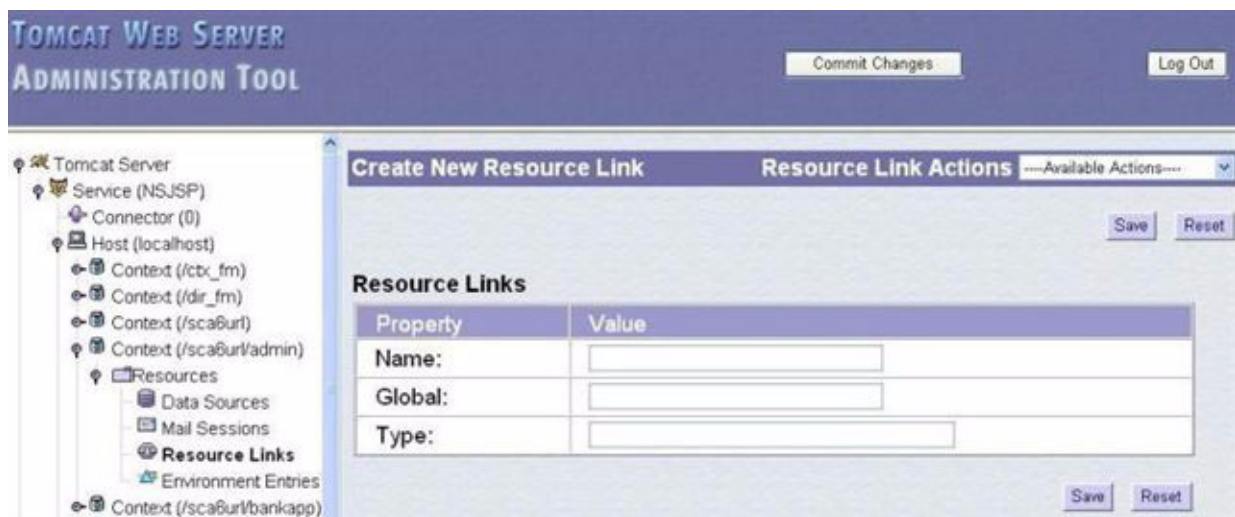 TOMCAT WEB SERVER
ADMINISTRATION TOOL
Commit Changes
Log Out
Tomcat Server
Service (NSJSP)
Connector (0)
Host (localhost)
Context (/ctx_fm)
Context (/dir_fm)
Context (/sca6url)
Context (/sca6url/admin)
Resources
Data Sources
Mail Sessions
Resource Links
Environment Entries
Context (/sca6url/bankapp)
Create New Resource Link
Resource Link Actions
----Available Actions----
Save
Reset
Resource Links
Property Value
Name:
Global:
Type:
Save
Reset